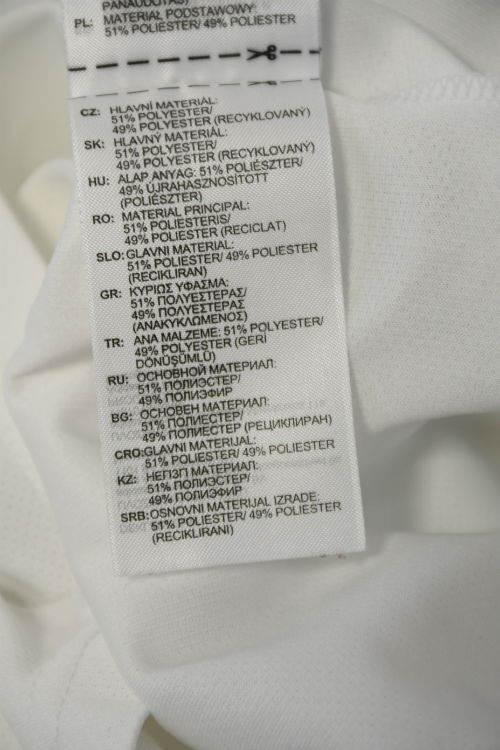 PANAUDOTAS)
PL: MATERIAŁ PODSTAWOWY:
51% POLIESTER/ 49% POLIESTER
CZ: HLAVNÍ MATERIÁL:
51% POLYESTER/
49% POLYESTER (RECYKLOVANÝ)
SK: HLAVNÝ MATERIÁL:
51% POLYESTER/
49% POLYESTER (RECYKLOVANÝ)
HU: ALAP ANYAG: 51% POLIÉSZTER/
49% ÚJRAHASZNOSÍTOTT
(POLIÉSZTER)
RO: MATERIAL PRINCIPAL:
51% POLIESTERIS/
49% POLIESTER (RECICLAT)
SLO: GLAVNI MATERIAL:
51% POLIESTER/ 49% POLIESTER
(RECIKLIRAN)
GR: ΚΥΡΙΩΣ ΥΦΑΣΜΑ:
51% ΠΟΛΥΕΣΤΕΡΑΣ/
49% ΠΟΛΥΕΣΤΕΡΑΣ
(ΑΝΑΚΥΚΛΩΜΕΝΟΣ)
TR: ANA MALZEME: 51% POLYESTER/
49% POLYESTER (GERİ
DÖNÜŞÜMLÜ)
RU: ОСНОВНОЙ МАТЕРИАЛ:
51% ПОЛИЭСТЕР/
49% ПОЛИЭФИР
BG: ОСНОВЕН МАТЕРИАЛ:
51% ПОЛИЕСТЕР/
49% ПОЛИЕСТЕР (РЕЦИКЛИРАН)
CRO: GLAVNI MATERIJAL:
51% POLIESTER/ 49% POLIESTER
KZ: НЕГІЗГІ МАТЕРИАЛ:
51% ПОЛИЭСТЕР/
49% ПОЛИЭФИР
SRB: OSNOVNI MATERIJAL IZRADE:
51% POLIESTER/ 49% POLIESTER
(RECIKLIRANI)